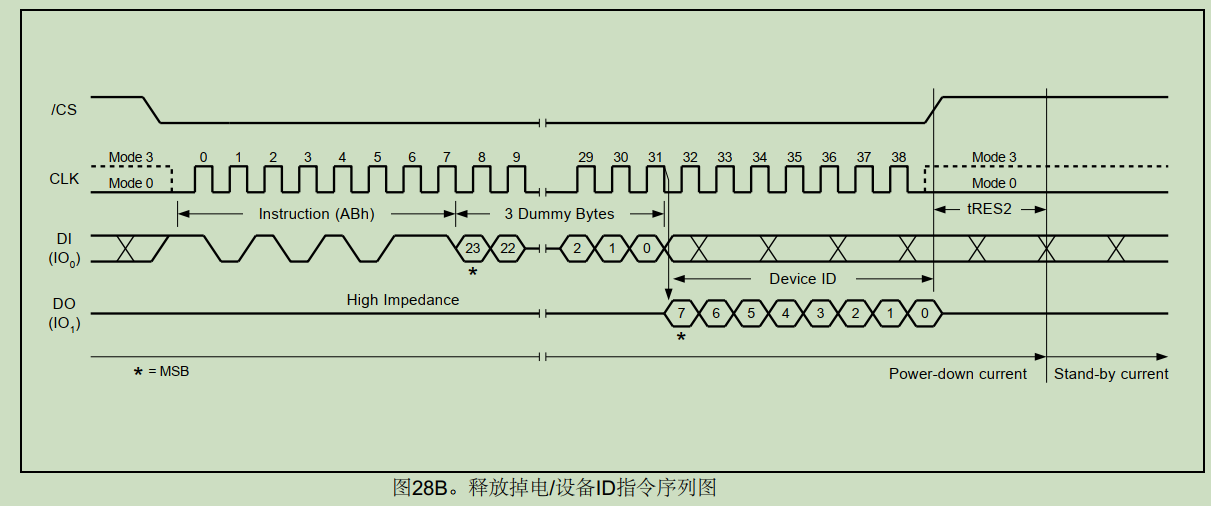 /CS
Mode 3
0 1 2 3 4 5 6 7 8 9 29 30 31 32 33 34 35 36 37 38
Mode 3
CLK
Mode 0
Mode 0
Instruction (ABh)
3 Dummy Bytes
tRES2
DI
(IO0)
23 22 2 1 0
*
Device ID
High Impedance
DO
(IO1)
7 6 5 4 3 2 1 0
*
* = MSB
Power-down current
Stand-by current
图28B。释放掉电/设备ID指令序列图